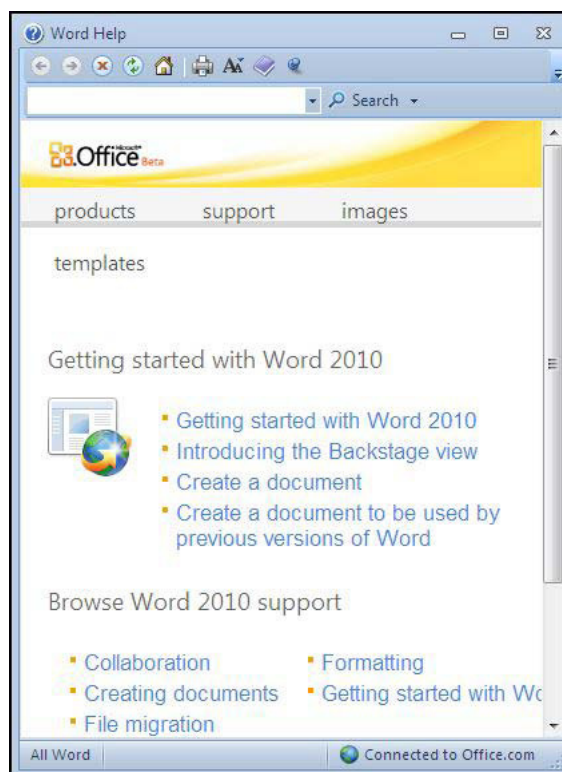 Word Help
Search
Microsoft
Office Beta
products support images
templates
Getting started with Word 2010
Getting started with Word 2010
Introducing the Backstage view
Create a document
Create a document to be used by
previous versions of Word
Browse Word 2010 support
Collaboration Formatting
Creating documents Getting started with Wo
File migration
All Word Connected to Office.com